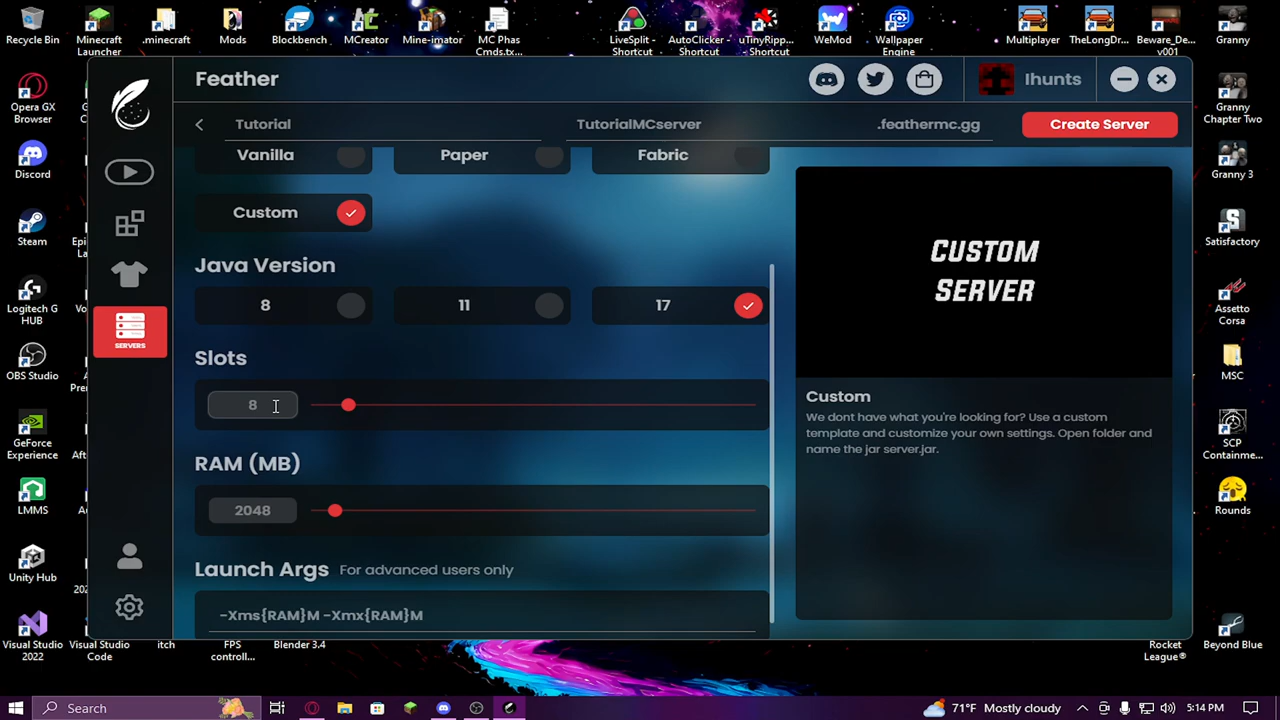 Recycle Bin
Minecraft Launcher
.minecraft
Mods
Blockbench
MCreator
Mine-imator
MC Phas Cmds.tx...
LiveSplit - Shortcut
AutoClicker - Shortcut
WeMod
Wallpaper Engine
Multiplayer
TheLongDr...
Beware_De... v001
Granny
Opera GX Browser
Discord
Steam
Logitech G HUB
OBS Studio
GeForce Experience
LMMS
Unity Hub
Visual Studio 2022
Visual Studio Code
itch
FPS controll...
Blender 3.4
Granny Chapter Two
Granny 3
Satisfactory
Assetto Corsa
MSC
SCP Containme...
Rounds
Beyond Blue
Rocket League®
Feather
Ihunts
Tutorial
TutorialMCserver
.feathermc.gg
Create Server
Vanilla
Paper
Fabric
Custom
Java Version
8
11
17
Slots
8
RAM (MB)
2048
Launch Args For advanced users only
-Xms{RAM}M -Xmx{RAM}M
SERVERS
CUSTOM
SERVER
Custom
We dont have what you're looking for? Use a custom
template and customize your own settings. Open folder and
name the jar server.jar.
Search
71°F Mostly cloudy
5:14 PM